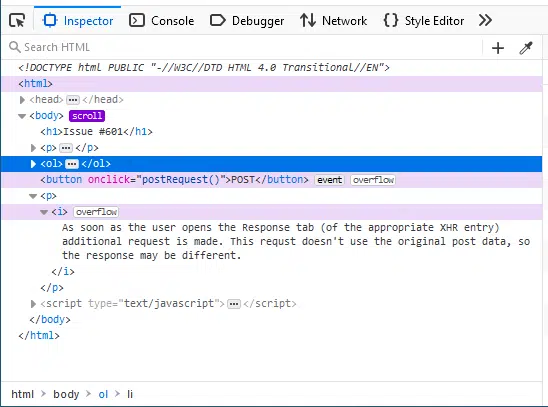 Inspector Console Debugger Network Style Editor
Search HTML
<!DOCTYPE html PUBLIC "-//W3C//DTD HTML 4.0 Transitional//EN">
<html>
<head>…</head>
<body> scroll
<h1>Issue #601</h1>
<p>…</p>
<ol>…</ol>
<button onclick="postRequest()">POST</button> event overflow
<p>
<i> overflow
As soon as the user opens the Response tab (of the appropriate XHR entry)
additional request is made. This requst doesn't use the original post data, so
the response may be different.
</i>
</p>
<script type="text/javascript">…</script>
</body>
</html>
html > body > ol > li